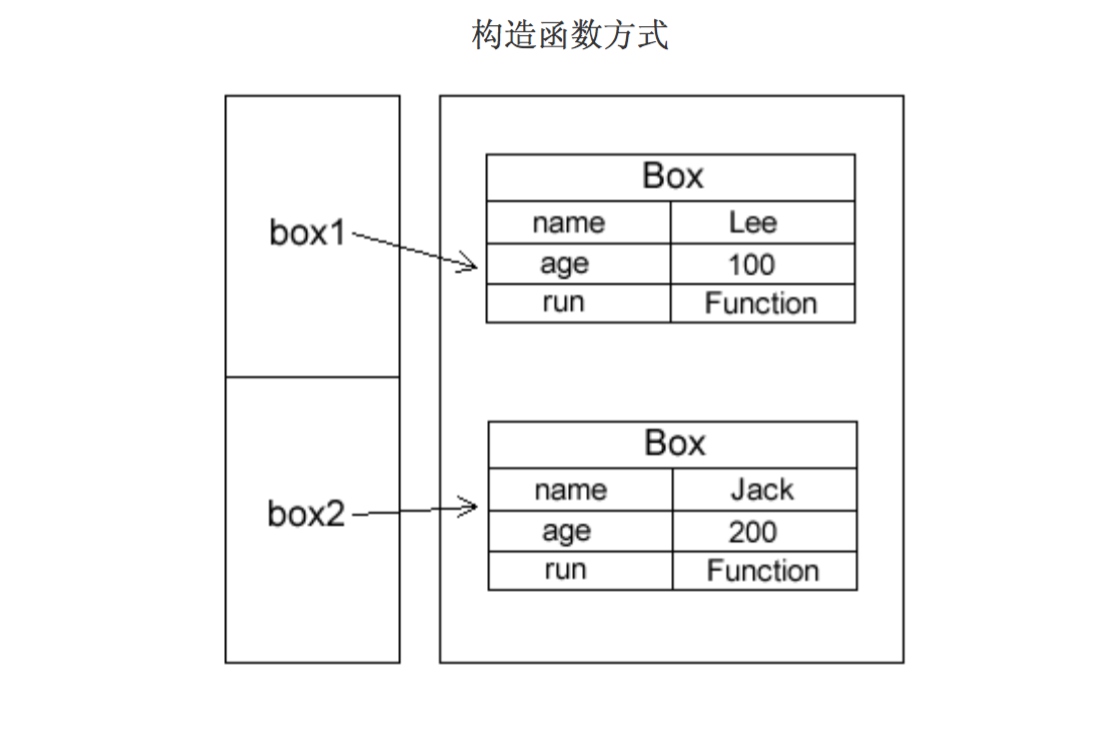 构造函数方式
box1
Box
name Lee
age 100
run Function
box2
Box
name Jack
age 200
run Function